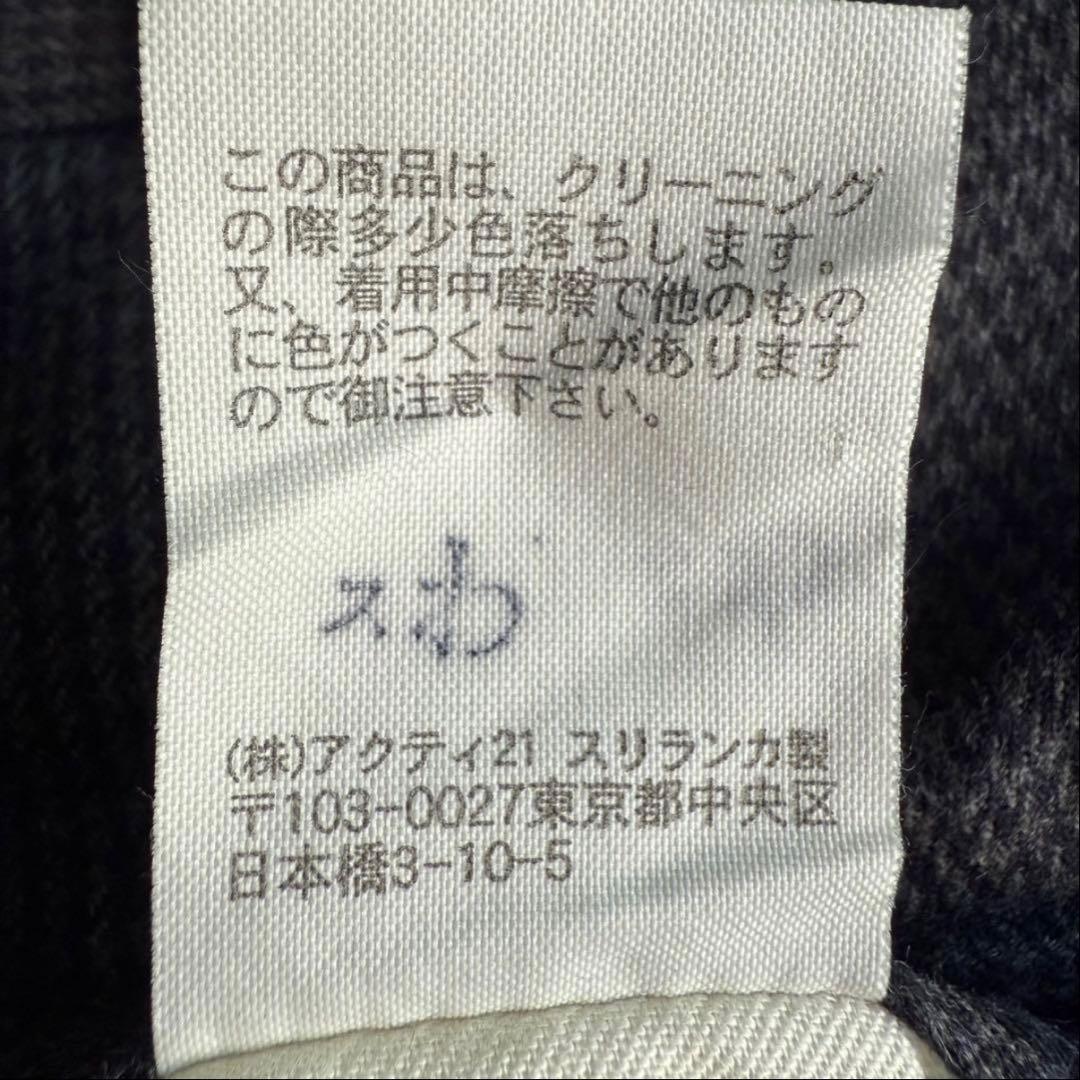 この商品は、クリーニング
の際多少色落ちします。
又、着用中摩擦で他のもの
に色がつくことがあります
ので御注意下さい。
スわ
(株)アクティ21 スリランカ製
〒103-0027東京都中央区
日本橋3-10-5